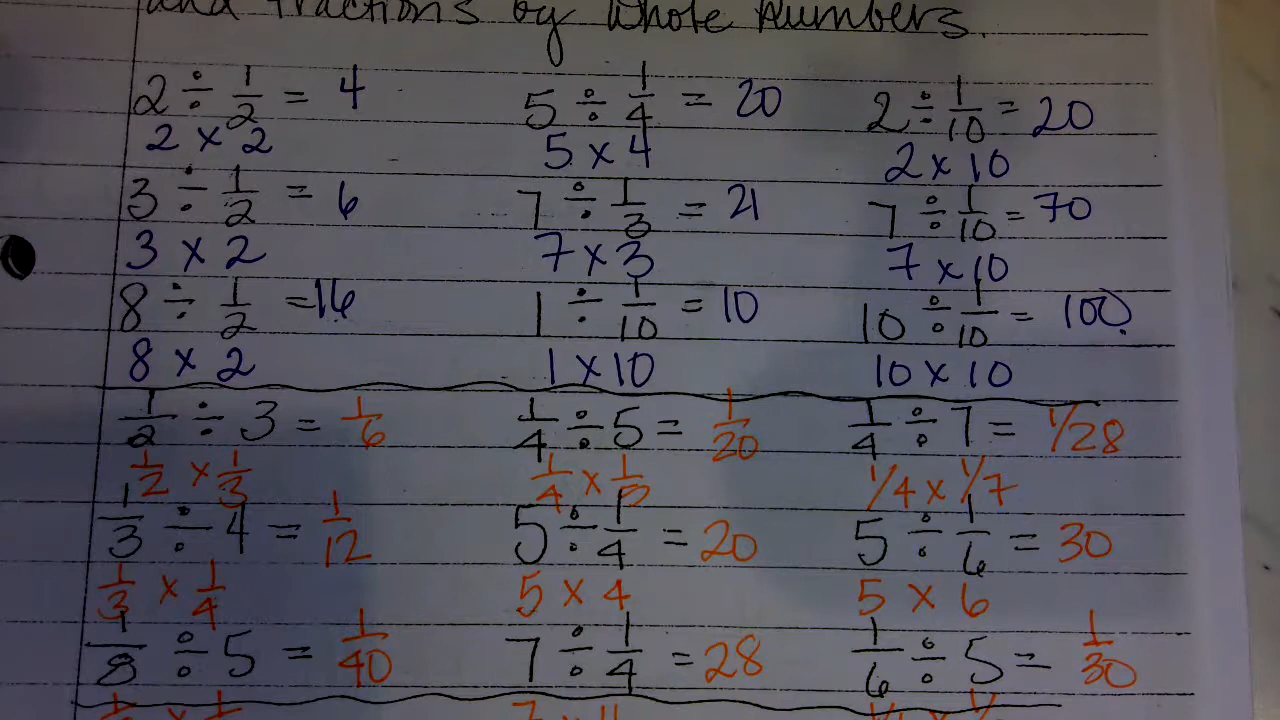 and fractions by Whole Numbers.
2 ÷ 1/2 = 4 5 ÷ 1/4 = 20 2 ÷ 1/10 = 20
2 x 2 5 x 4 2 x 10
3 ÷ 1/2 = 6 7 ÷ 1/3 = 21 7 ÷ 1/10 = 70
3 x 2 7 x 3 7 x 10
8 ÷ 1/2 = 16 1 ÷ 1/10 = 10 10 ÷ 1/10 = 100
8 x 2 1 x 10 10 x 10
1/2 ÷ 3 = 1/6 1/4 ÷ 5 = 1/20 1/4 ÷ 7 = 1/28
1/2 x 1/3 1/4 x 1/5 1/4 x 1/7
1/3 ÷ 4 = 1/12 5 ÷ 1/4 = 20 5 ÷ 1/6 = 30
1/3 x 1/4 5 x 4 5 x 6
1/8 ÷ 5 = 1/40 7 ÷ 1/4 = 28 1/6 ÷ 5 = 1/30